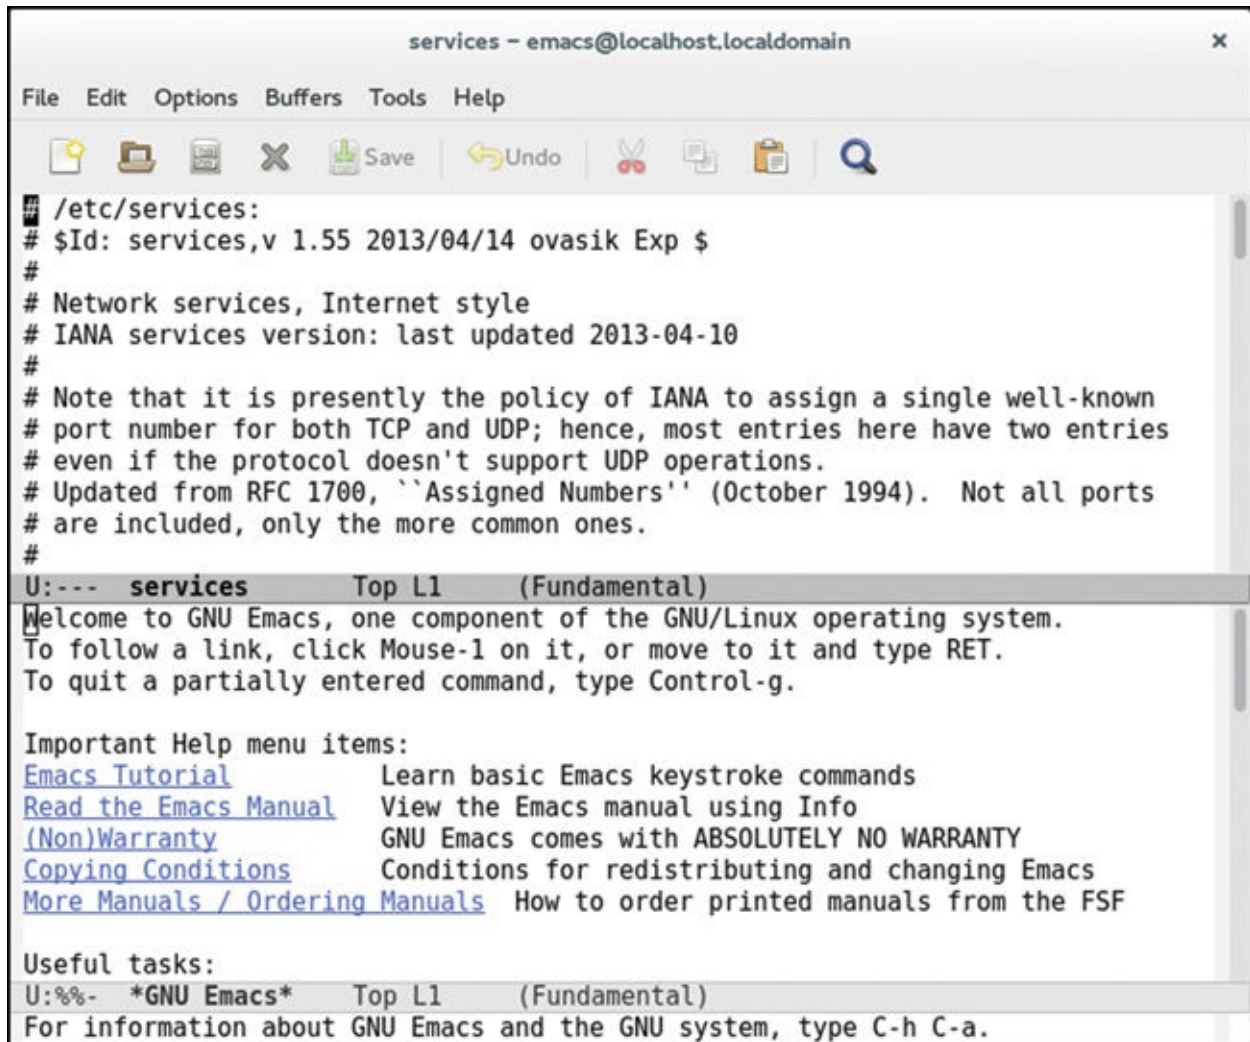 services – emacs@localhost.localdomain ×
File Edit Options Buffers Tools Help
Save Undo
# /etc/services:
# $Id: services,v 1.55 2013/04/14 ovasik Exp $
#
# Network services, Internet style
# IANA services version: last updated 2013-04-10
#
# Note that it is presently the policy of IANA to assign a single well-known
# port number for both TCP and UDP; hence, most entries here have two entries
# even if the protocol doesn't support UDP operations.
# Updated from RFC 1700, ``Assigned Numbers'' (October 1994).  Not all ports
# are included, only the more common ones.
#
U:---  services       Top L1     (Fundamental)
Welcome to GNU Emacs, one component of the GNU/Linux operating system.
To follow a link, click Mouse-1 on it, or move to it and type RET.
To quit a partially entered command, type Control-g.
Important Help menu items:
Emacs Tutorial          Learn basic Emacs keystroke commands
Read the Emacs Manual   View the Emacs manual using Info
(Non)Warranty           GNU Emacs comes with ABSOLUTELY NO WARRANTY
Copying Conditions      Conditions for redistributing and changing Emacs
More Manuals / Ordering Manuals  How to order printed manuals from the FSF
Useful tasks:
U:%%-  *GNU Emacs*    Top L1     (Fundamental)
For information about GNU Emacs and the GNU system, type C-h C-a.